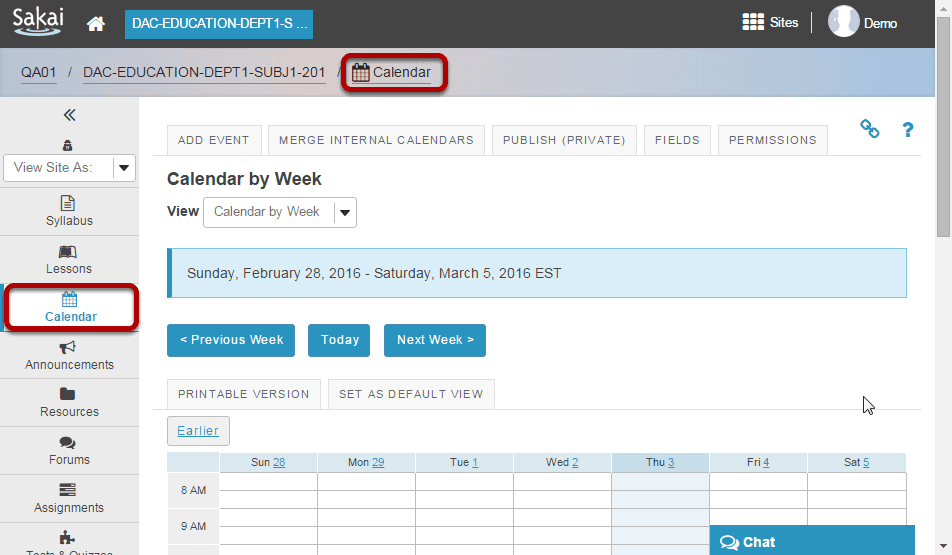 Sakai
DAC-EDUCATION-DEPT1-S ...
Sites
Demo
QA01 / DAC-EDUCATION-DEPT1-SUBJ1-201 / Calendar
View Site As:
Syllabus
Lessons
Calendar
Announcements
Resources
Forums
Assignments
Tests & Quizzes
ADD EVENT
MERGE INTERNAL CALENDARS
PUBLISH (PRIVATE)
FIELDS
PERMISSIONS
?
Calendar by Week
View Calendar by Week
Sunday, February 28, 2016 - Saturday, March 5, 2016 EST
< Previous Week
Today
Next Week >
PRINTABLE VERSION
SET AS DEFAULT VIEW
Earlier
Sun 28 Mon 29 Tue 1 Wed 2 Thu 3 Fri 4 Sat 5
8 AM
9 AM
Chat